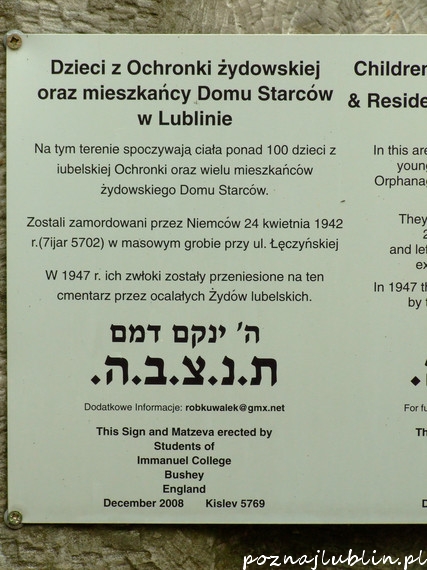 Dzieci z Ochronki żydowskiej
oraz mieszkańcy Domu Starców
w Lublinie
Na tym terenie spoczywają ciała ponad 100 dzieci z
iubelskiej Ochronki oraz wielu mieszkańców
żydowskiego Domu Starców.
Zostali zamordowani przez Niemców 24 kwietnia 1942
r.(7ijar 5702) w masowym grobie przy ul. Łęczyńskiej
W 1947 r. ich zwłoki zostały przeniesione na ten
cmentarz przez ocalałych Żydów lubelskich.
ה' ינקם דמם
ת.נ.צ.ב.ה.
Dodatkowe Informacje: robkuwalek@gmx.net
This Sign and Matzeva erected by
Students of
Immanuel College
Bushey
England
December 2008 Kislev 5769
Children
& Reside
In this are
young
Orphanag
They
2
and let
ex
In 1947 th
by t
For fu
Th
D
poznajlublin.pl